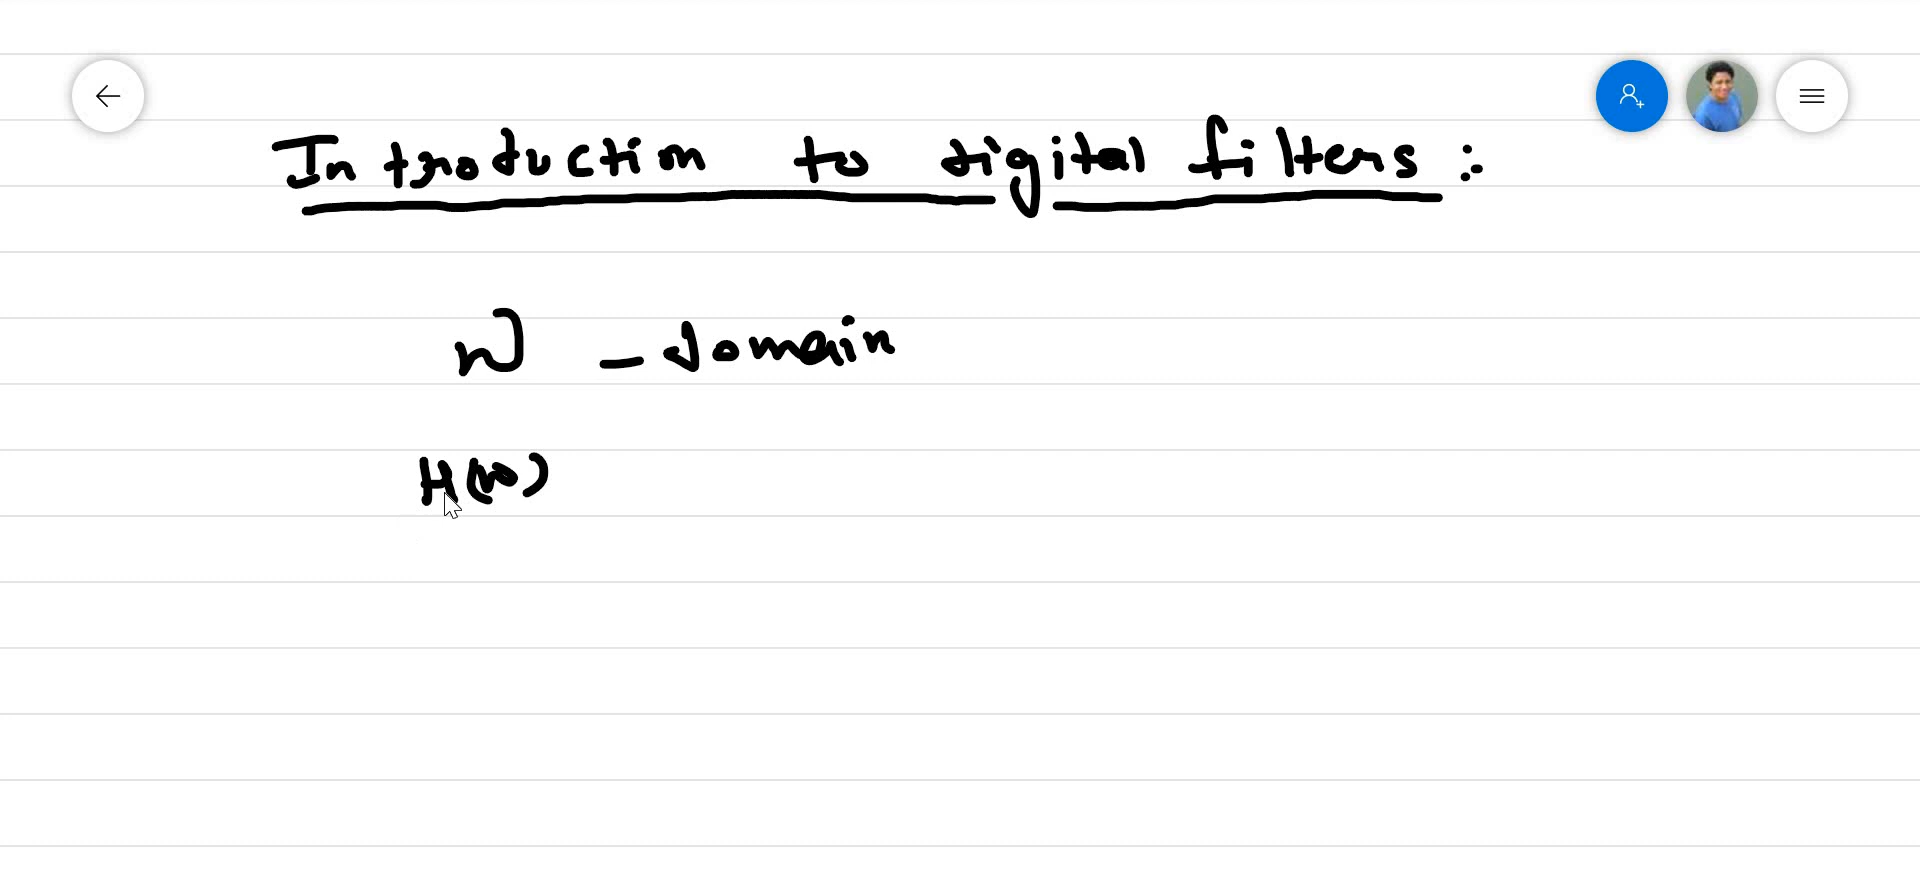 Introduction to digital filters :
ω - domain
H(ω)